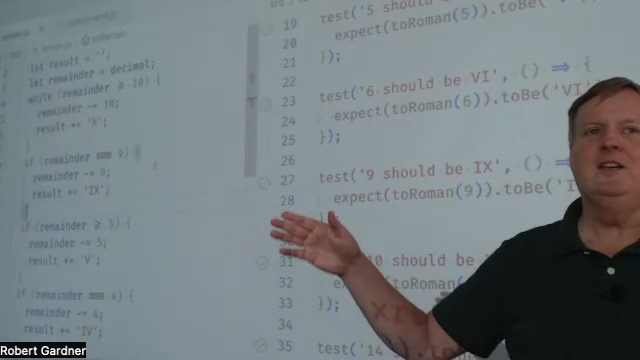 let result = '';
let remainder = decimal;
while (remainder ≥ 10) {
remainder -= 10;
result += 'X';
}
if (remainder === 9) {
remainder -= 9;
result += 'IX';
}
if (remainder ≥ 5) {
remainder -= 5;
result += 'V';
}
if (remainder === 4) {
remainder -= 4;
result += 'IV';
19 test('5 should
20 expect(toRoman(5)).toBe('
21 });
22
23 test('6 should be VI', () => {
24 expect(toRoman(6)).toBe('VI'
25 });
26
27 test('9 should be IX', () =>
28 expect(toRoman(9)).toBe('I
30
31 10 should be
32 expect(toRoman(
33 });
34
35 test('14
Robert Gardner